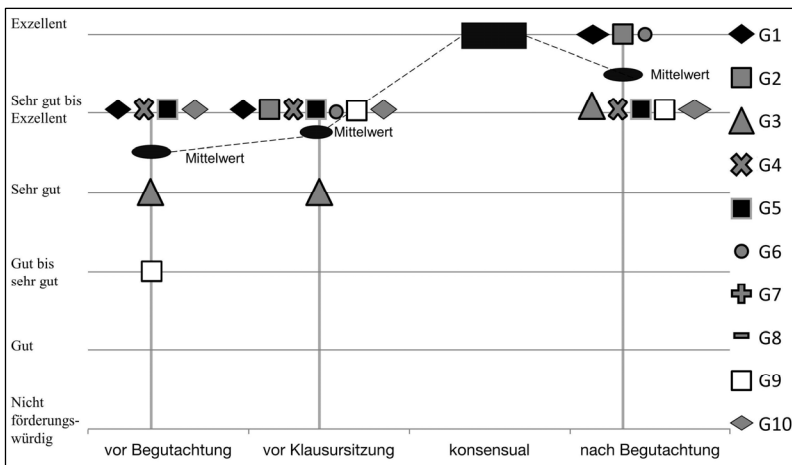 Exzellent
Sehr gut bis
Exzellent
Sehr gut
Gut bis
sehr gut
Gut
Nicht
förderungs-
würdig
Mittelwert
Mittelwert
Mittelwert
vor Begutachtung
vor Klausursitzung
konsensual
nach Begutachtung
G1
G2
G3
G4
G5
G6
G7
G8
G9
G10